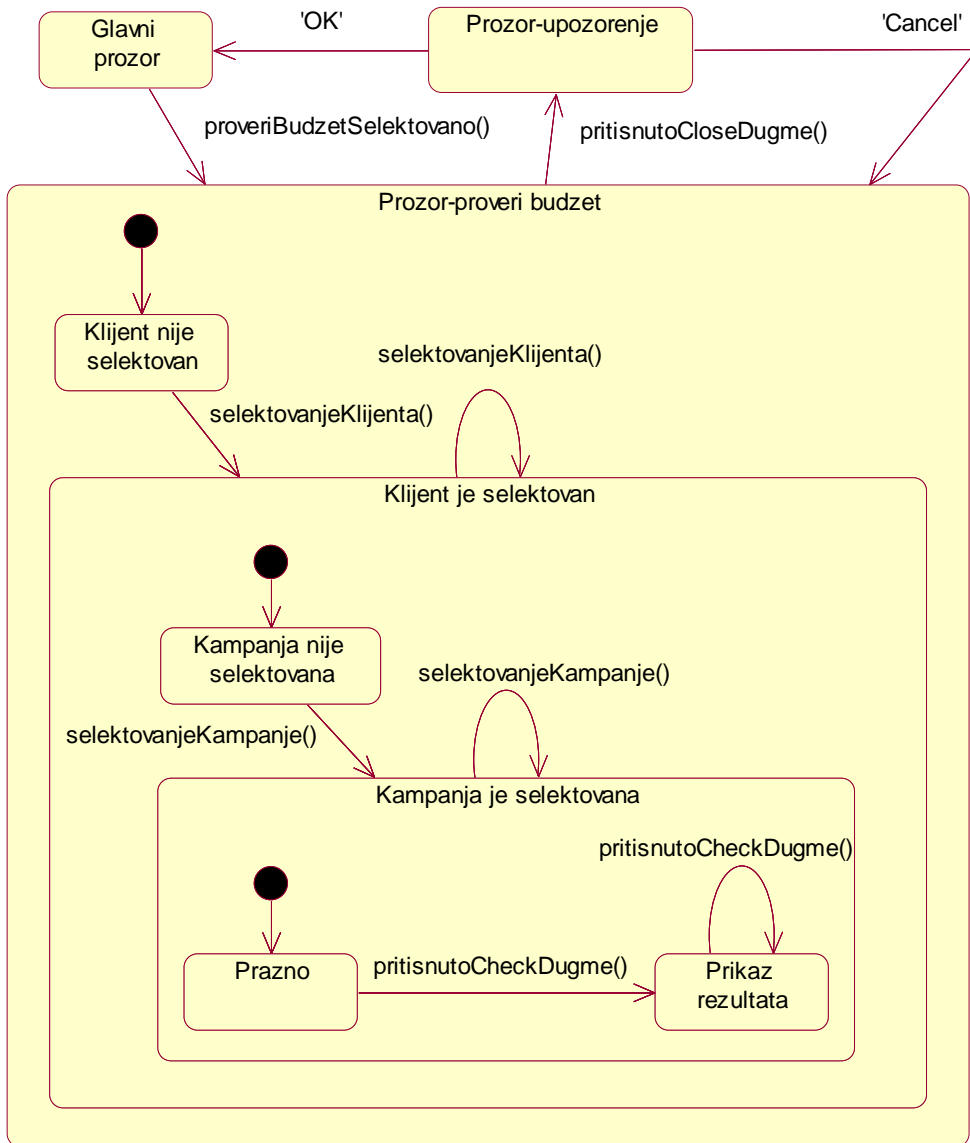 Glavni
prozor
'OK'
Prozor-upozorenje
'Cancel'
proveriBudzetSelektovano()
pritisnutoCloseDugme()
Prozor-proveri budzet
Klijent nije
selektovan
selektovanjeKlijenta()
selektovanjeKlijenta()
Klijent je selektovan
Kampanja nije
selektovana
selektovanjeKampanje()
selektovanjeKampanje()
Kampanja je selektovana
pritisnutoCheckDugme()
Prazno
pritisnutoCheckDugme()
Prikaz
rezultata